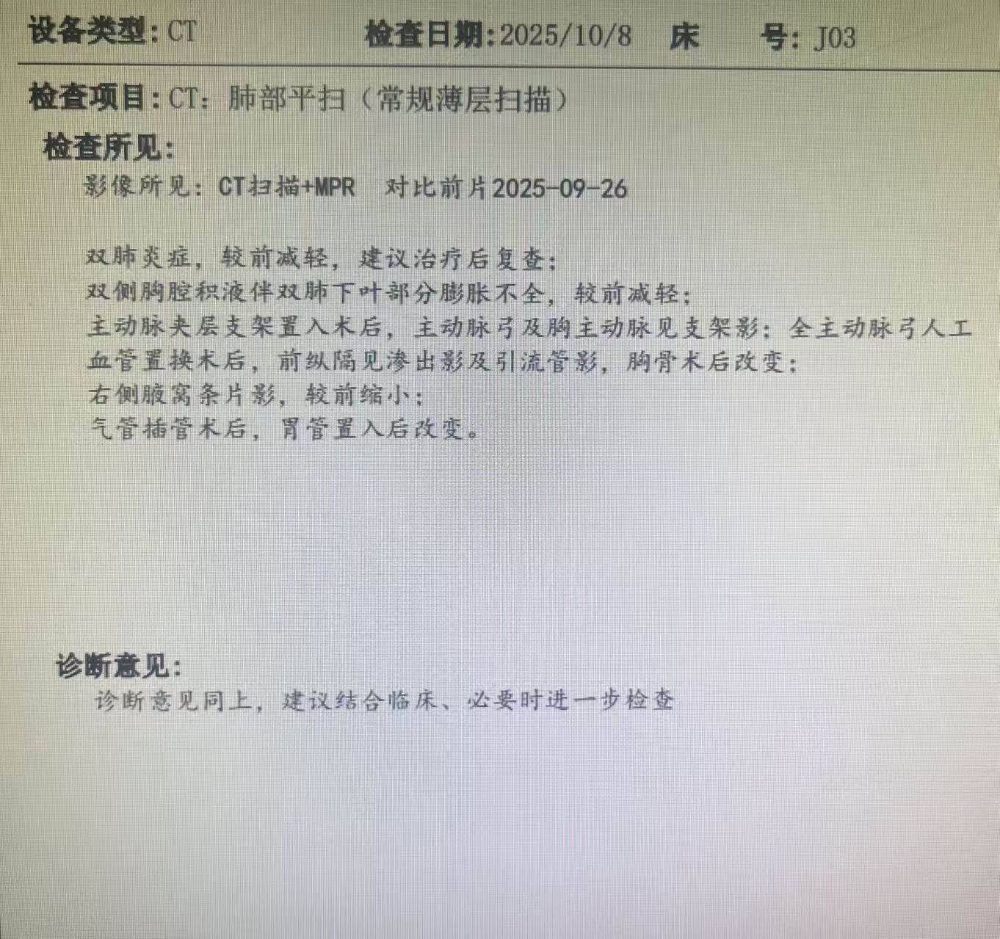 设备类型:CT 检查日期:2025/10/8 床 号: J03
检查项目:CT: 肺部平扫（常规薄层扫描）
检查所见:
影像所见: CT扫描+MPR 对比前片2025-09-26
双肺炎症, 较前减轻, 建议治疗后复查;
双侧胸腔积液伴双肺下叶部分膨胀不全, 较前减轻;
主动脉夹层支架置入术后, 主动脉弓及胸主动脉见支架影; 全主动脉弓人工
血管置换术后, 前纵隔见渗出影及引流管影, 胸骨术后改变;
右侧腋窝条片影, 较前缩小;
气管插管术后, 胃管置入后改变。
诊断意见:
诊断意见同上, 建议结合临床、必要时进一步检查